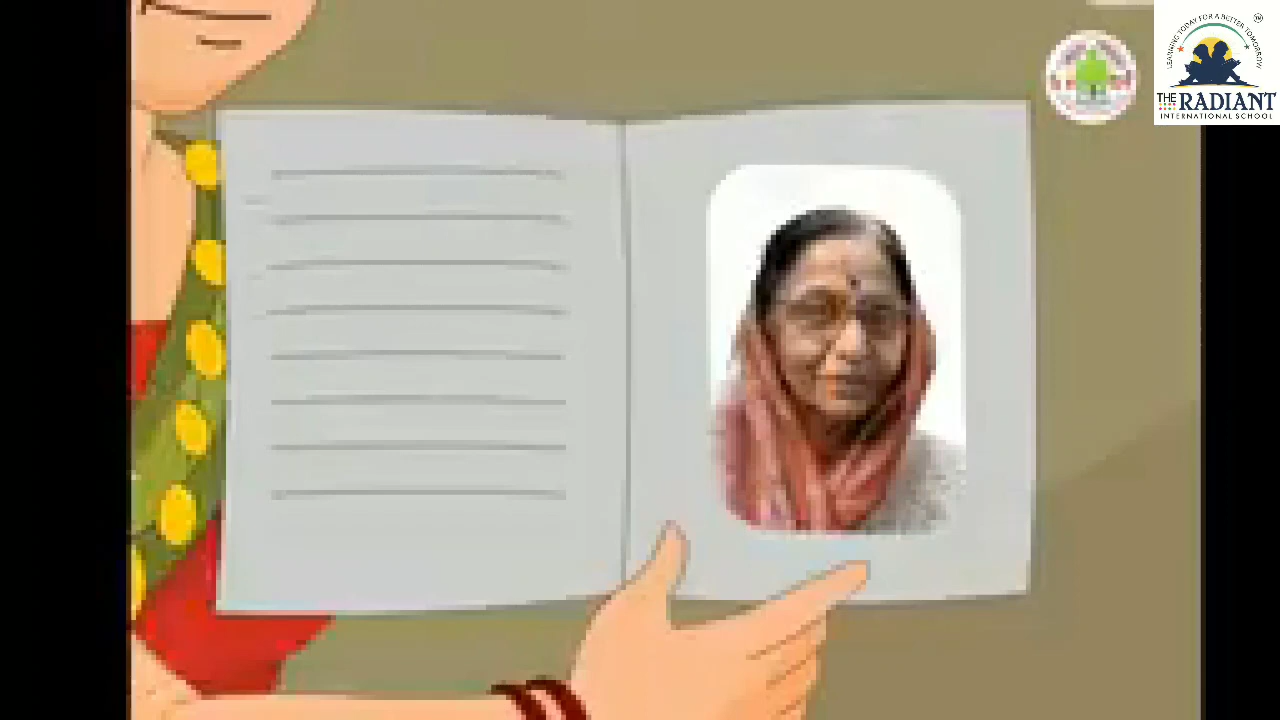 LEARNING TODAY FOR A BETTER TOMORROW
THE RADIANT
INTERNATIONAL SCHOOL